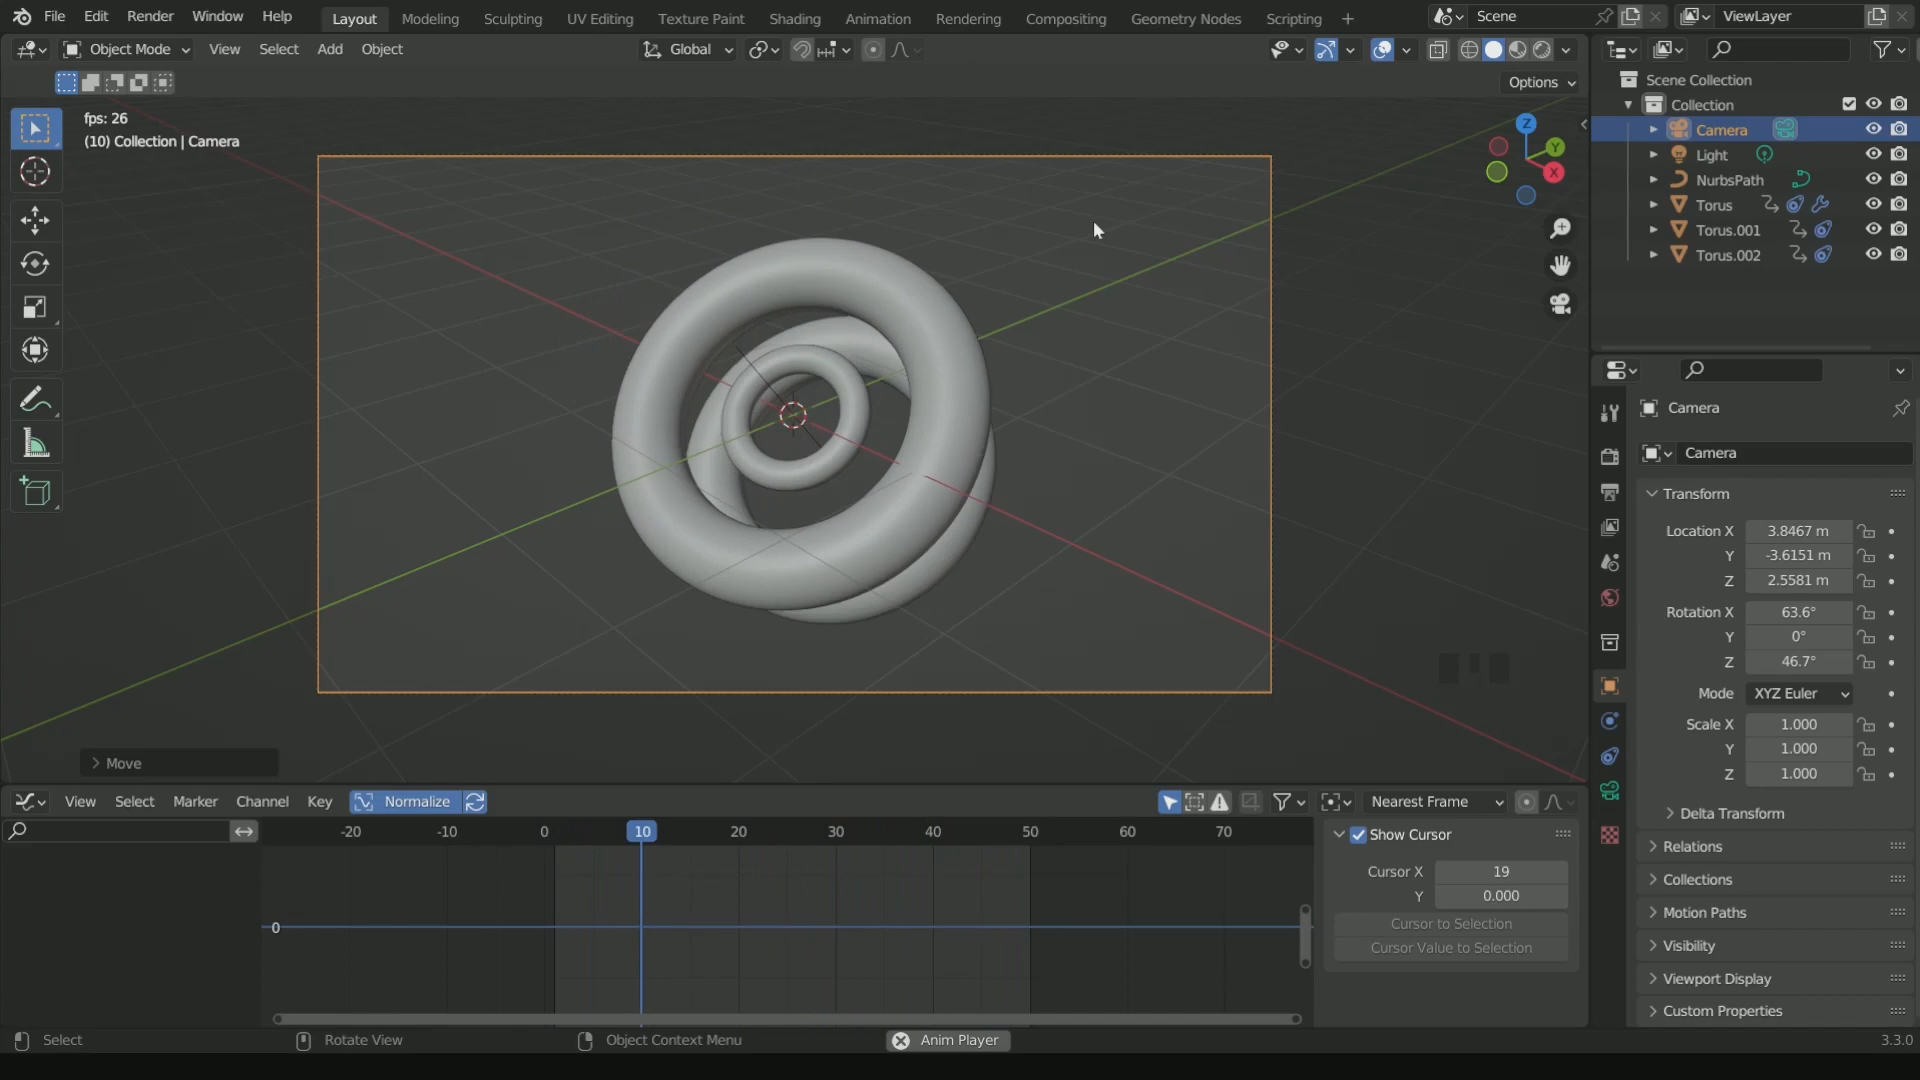 File Edit Render Window Help Layout Modeling Sculpting UV Editing Texture Paint Shading Animation Rendering Compositing Geometry Nodes Scripting + Scene ViewLayer
Object Mode View Select Add Object Global
Options
fps: 26
(10) Collection | Camera
Z
Y
X
Move
Scene Collection
Collection
Camera
Light
NurbsPath
Torus
Torus.001
Torus.002
Camera
Camera
Transform
Location X 3.8467 m
Y -3.6151 m
Z 2.5581 m
Rotation X 63.6°
Y 0°
Z 46.7°
Mode XYZ Euler
Scale X 1.000
Y 1.000
Z 1.000
Delta Transform
Relations
Collections
Motion Paths
Visibility
Viewport Display
Custom Properties
View Select Marker Channel Key Normalize Nearest Frame
-20 -10 0 10 20 30 40 50 60 70
0
Show Cursor
Cursor X 19
Y 0.000
Cursor to Selection
Cursor Value to Selection
Select Rotate View Object Context Menu Anim Player 3.3.0